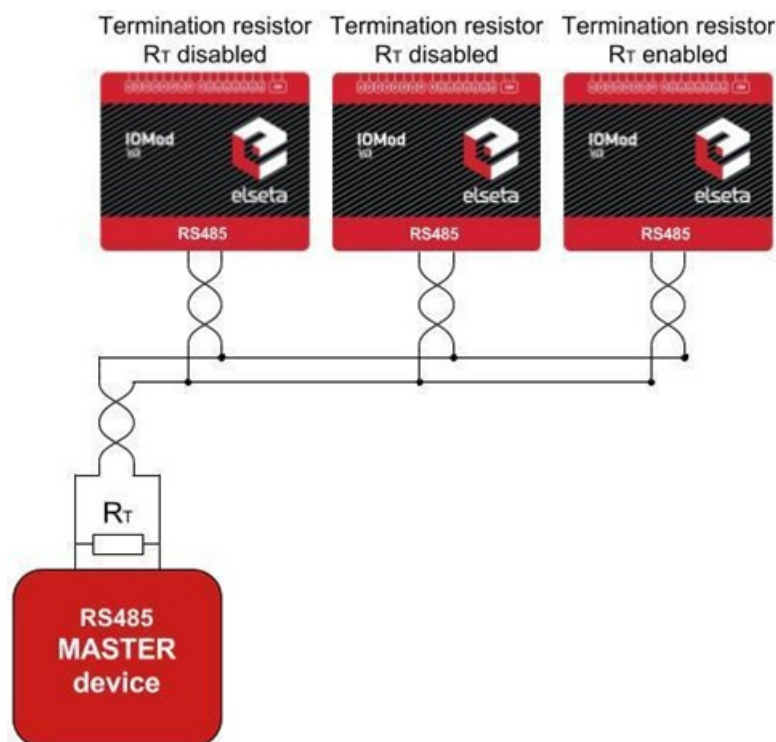 Termination resistor
RT disabled
Termination resistor
RT disabled
Termination resistor
RT enabled
IOMod
elseta
RS485
IOMod
elseta
RS485
IOMod
elseta
RS485
RT
RS485
MASTER
device